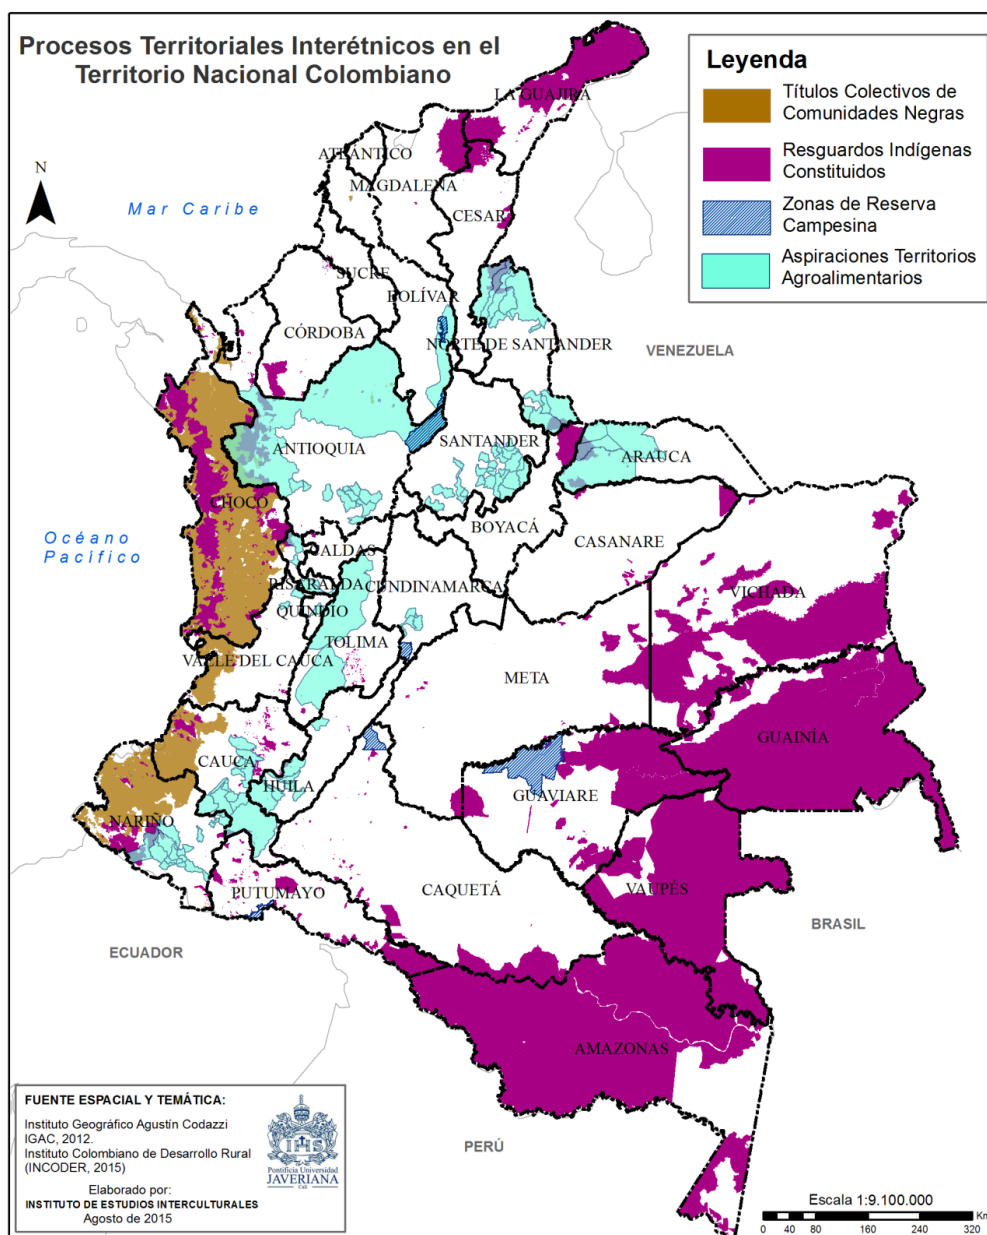 Procesos Territoriales Interétnicos en el
Territorio Nacional Colombiano
Leyenda
Títulos Colectivos de
Comunidades Negras
Resguardos Indígenas
Constituidos
Zonas de Reserva
Campesina
Aspiraciones Territorios
Agroalimentarios
N
Mar Caribe
Océano
Pacífico
LA GUAJIRA
ATLÁNTICO
MAGDALENA
CESAR
SUCRE
BOLÍVAR
CÓRDOBA
NORTE DE SANTANDER
VENEZUELA
ANTIOQUIA
SANTANDER
ARAUCA
CHOCÓ
BOYACÁ
CASANARE
CALDAS
RISARALDA
CUNDINAMARCA
VICHADA
QUINDIO
TOLIMA
VALLE DEL CAUCA
META
GUAINÍA
CAUCA
HUILA
GUAVIARE
NARIÑO
PUTUMAYO
CAQUETÁ
VAUPÉS
BRASIL
ECUADOR
AMAZONAS
PERÚ
FUENTE ESPACIAL Y TEMÁTICA:
Instituto Geográfico Agustín Codazzi
IGAC, 2012.
Instituto Colombiano de Desarrollo Rural
(INCODER, 2015)
Elaborado por:
INSTITUTO DE ESTUDIOS INTERCULTURALES
Agosto de 2015
IHS
Pontificia Universidad
JAVERIANA
Cali
Escala 1:9.100.000
0 40 80 160 240 320 Km